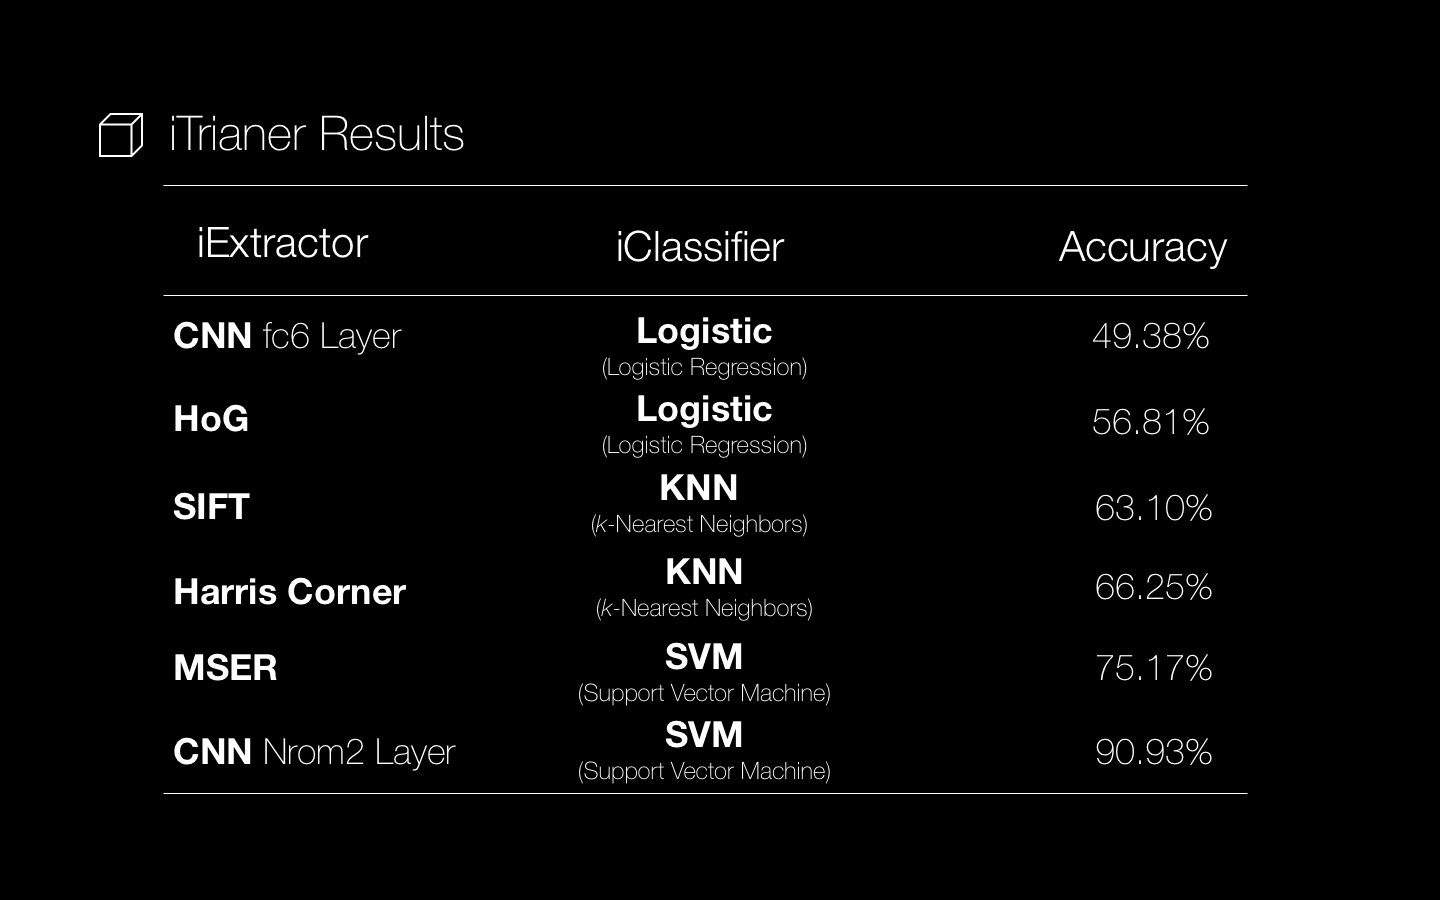 iTrianer Results
iExtractor iClassifier Accuracy
CNN fc6 Layer Logistic 49.38%
(Logistic Regression)
HoG Logistic 56.81%
(Logistic Regression)
SIFT KNN 63.10%
(k-Nearest Neighbors)
Harris Corner KNN 66.25%
(k-Nearest Neighbors)
MSER SVM 75.17%
(Support Vector Machine)
CNN Nrom2 Layer SVM 90.93%
(Support Vector Machine)